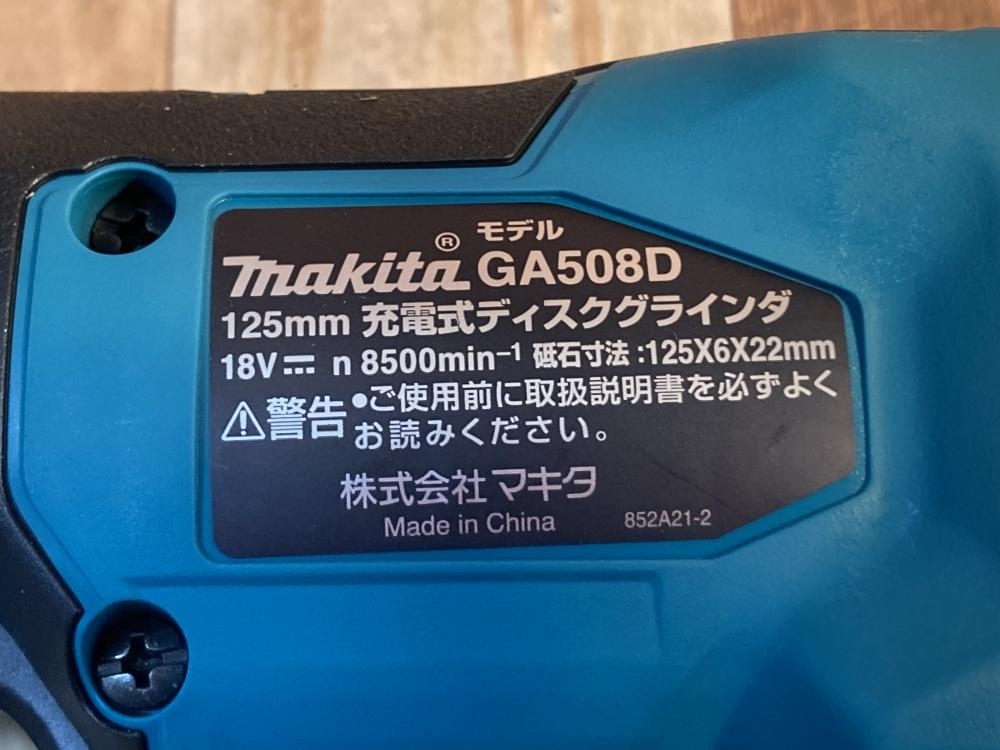 モデル
makita® GA508D
125mm 充電式ディスクグラインダ
18V⎓ n 8500min⁻¹ 砥石寸法:125X6X22mm
⚠警告 ●ご使用前に取扱説明書を必ずよく
お読みください。
株式会社マキタ
Made in China 852A21-2